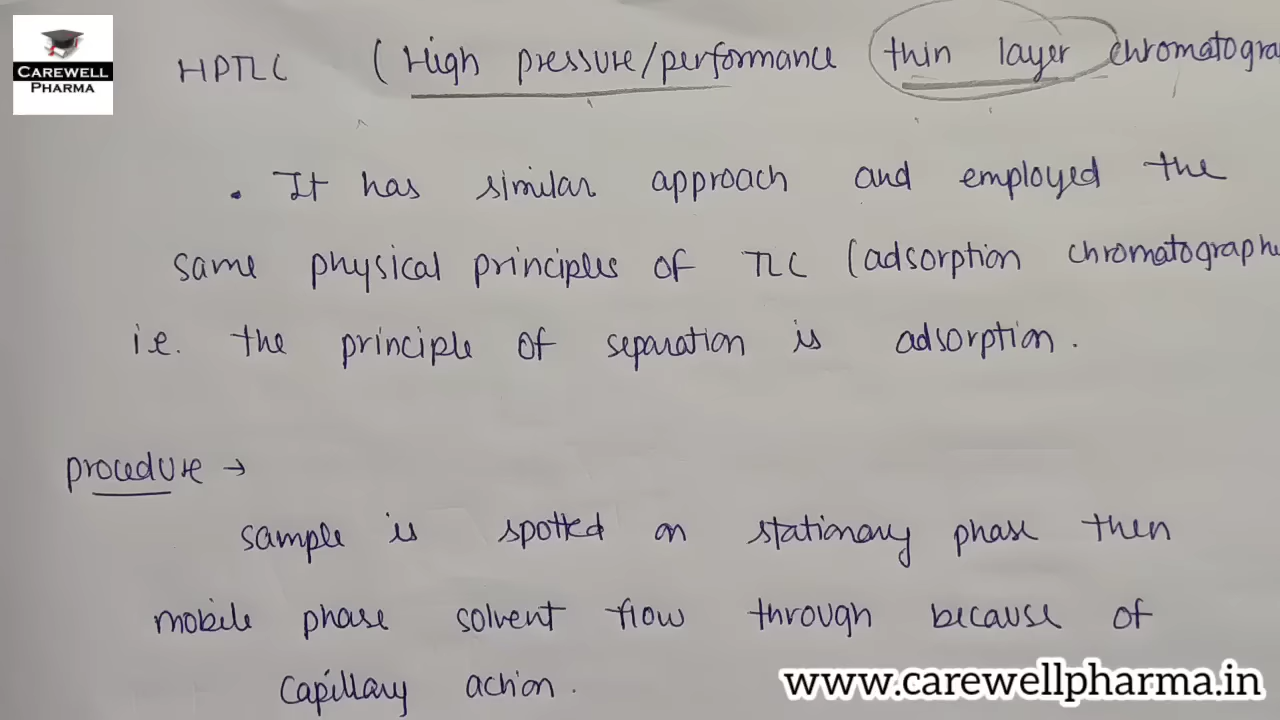 CAREWELL
PHARMA
HPTLC (High pressure/performance thin layer chromatogra
. It has similar approach and employed the
same physical principles of TLC (adsorption chromatographe
i.e. the principle of separation is adsorption.
procedure →
sample is spotted on stationary phase then
mobile phase solvent flow through because of
capillary action.
www.carewellpharma.in